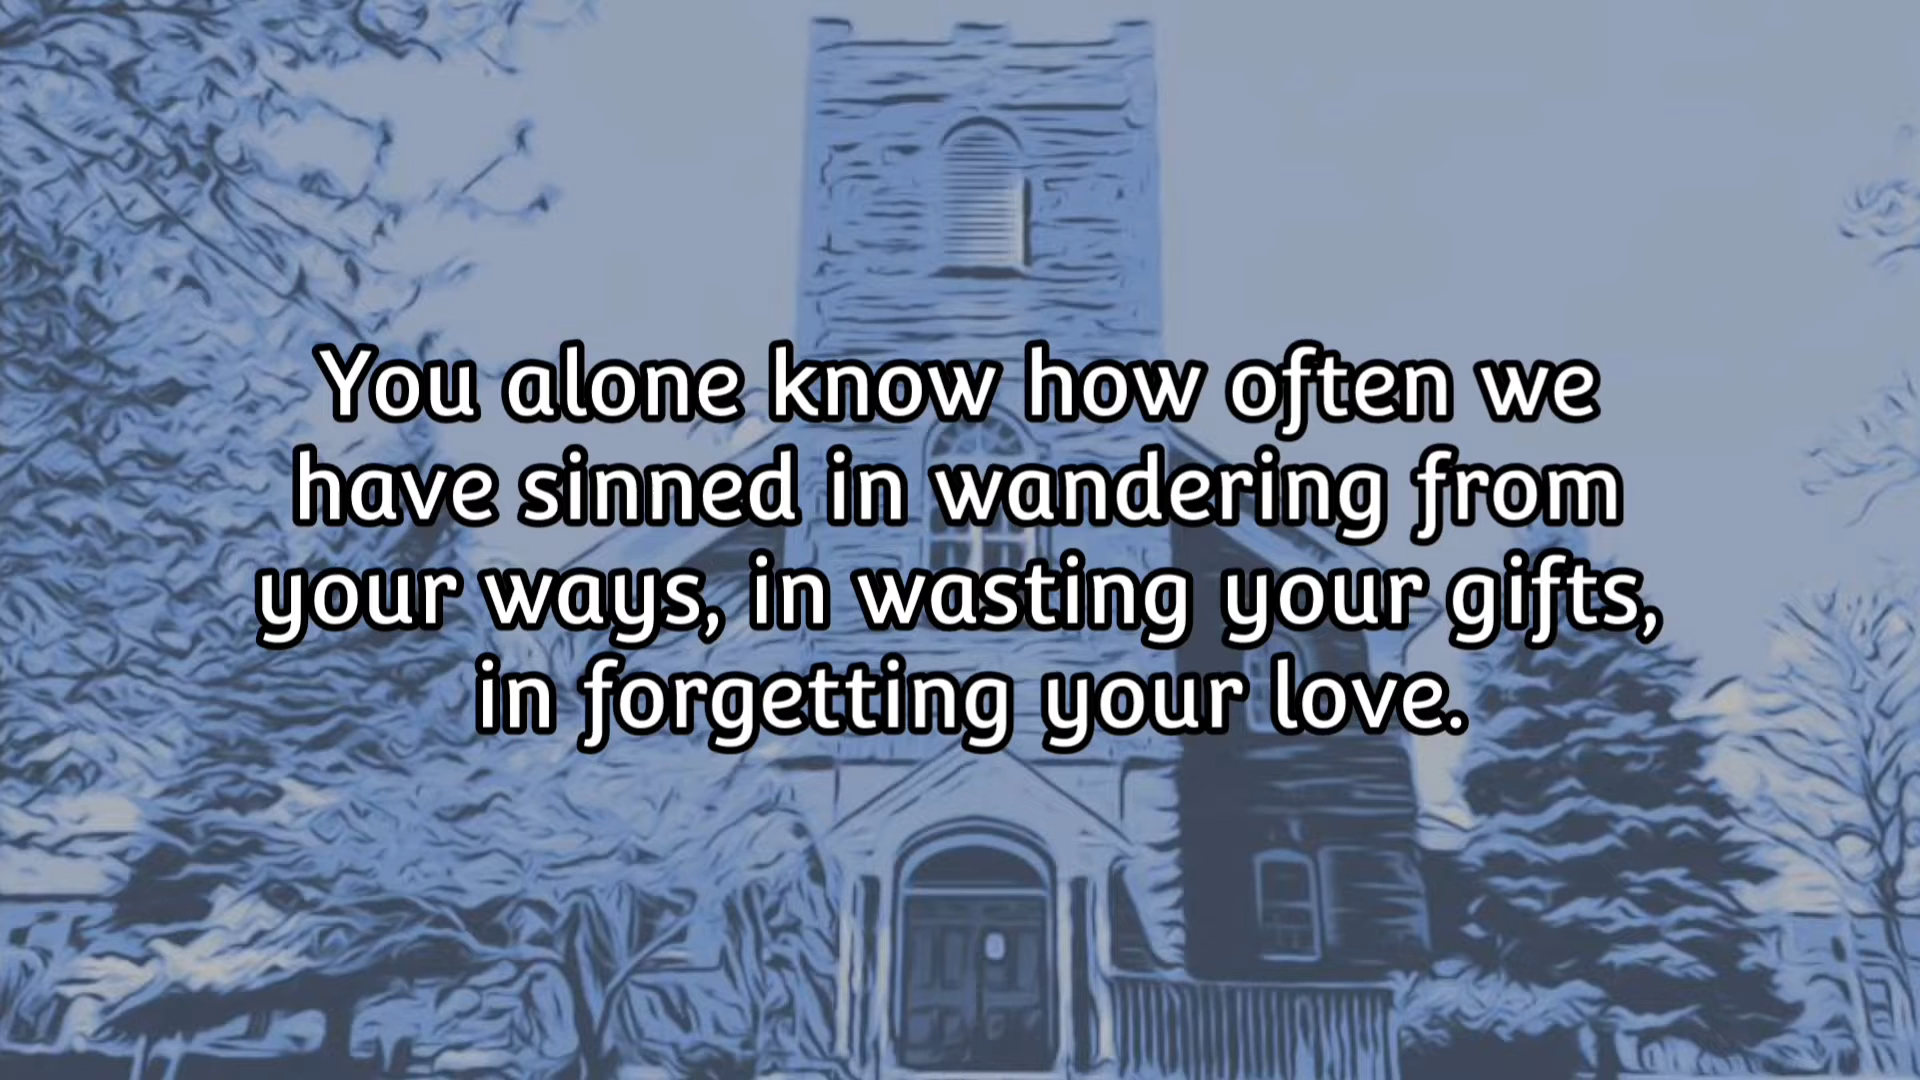 You alone know how often we
have sinned in wandering from
your ways, in wasting your gifts,
in forgetting your love.